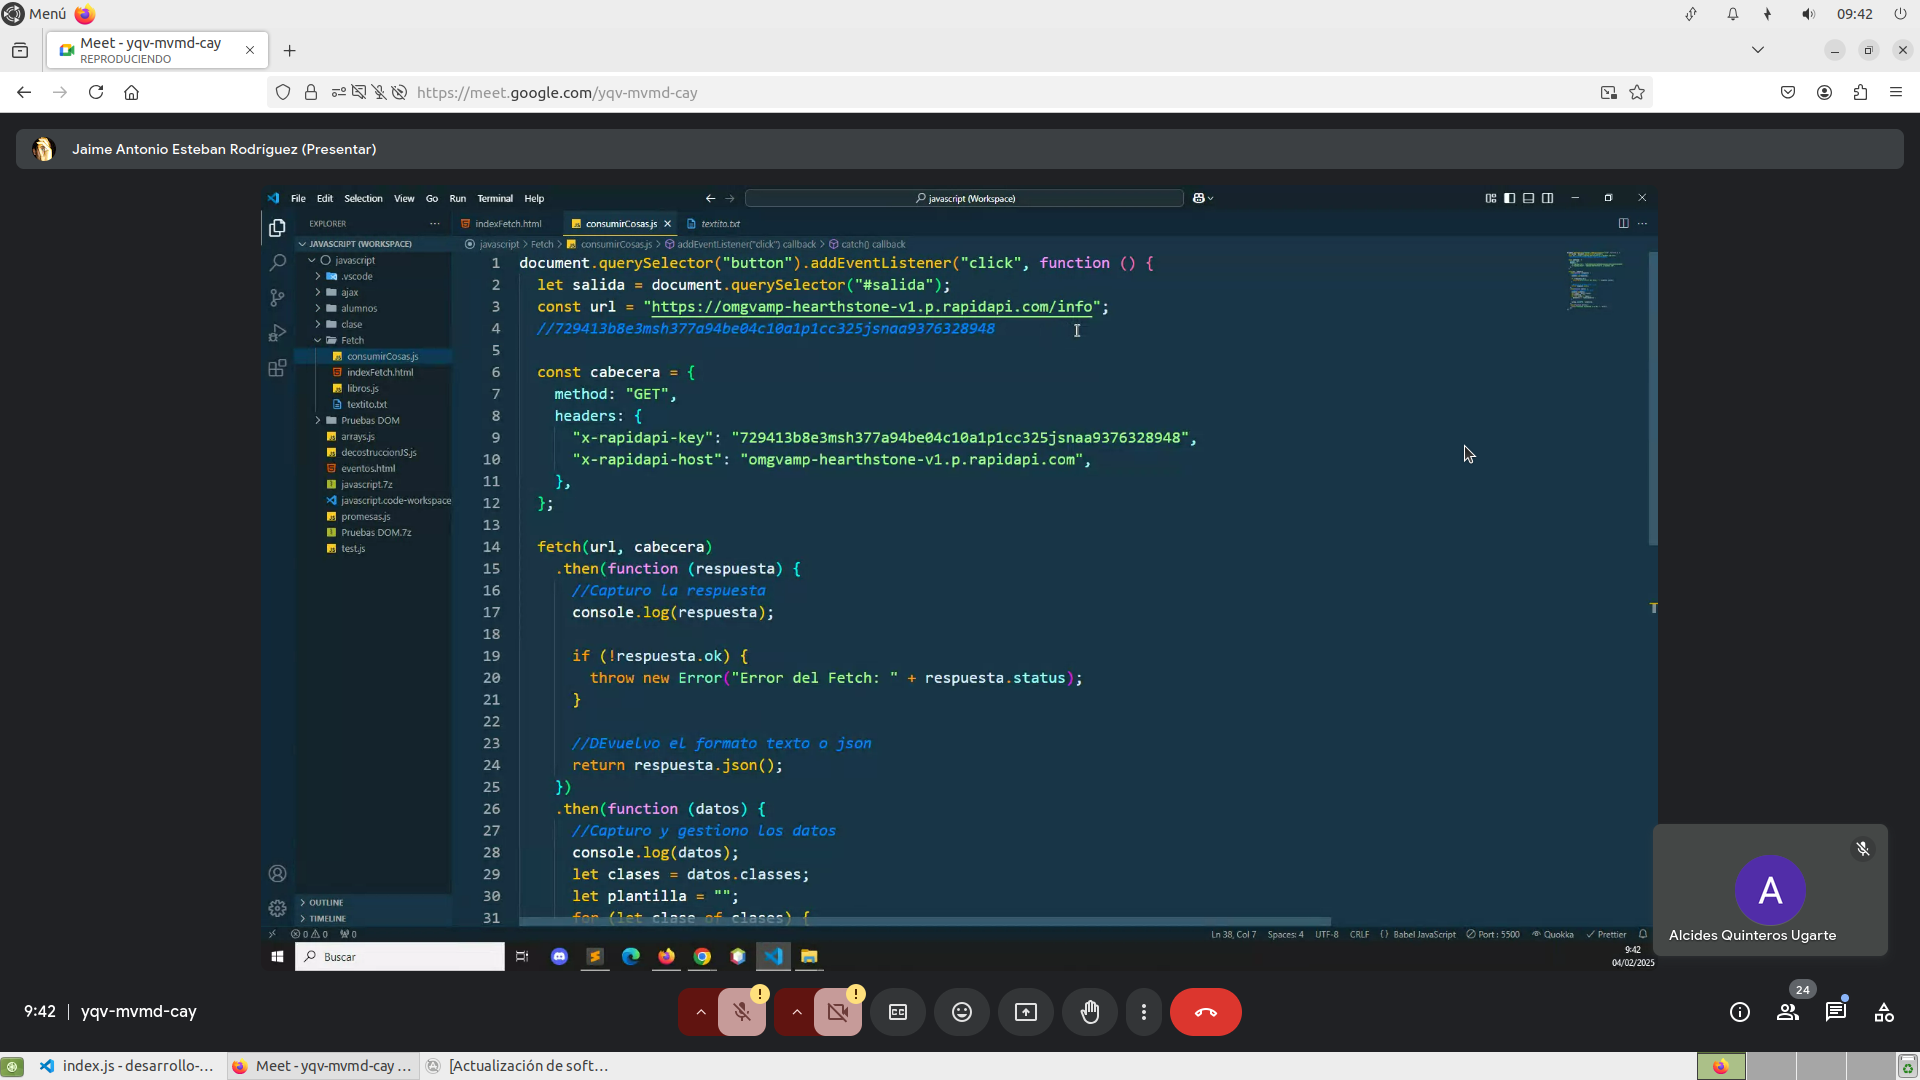 Menú
09:42
Meet - yqv-mvmd-cay
REPRODUCIENDO
https://meet.google.com/yqv-mvmd-cay
Jaime Antonio Esteban Rodríguez (Presentar)
File Edit Selection View Go Run Terminal Help
javascript (Workspace)
EXPLORER
indexFetch.html
consumirCosas.js
textito.txt
JAVASCRIPT (WORKSPACE)
javascript > Fetch > consumirCosas.js > addEventListener("click") callback > catch() callback
javascript
.vscode
ajax
alumnos
clase
Fetch
consumirCosas.js
indexFetch.html
libros.js
textito.txt
Pruebas DOM
arrays.js
decostruccionJS.js
eventos.html
javascript.7z
javascript.code-workspace
promesas.js
Pruebas DOM.7z
test.js
OUTLINE
TIMELINE
1 document.querySelector("button").addEventListener("click", function () {
2 let salida = document.querySelector("#salida");
3 const url = "https://omgvamp-hearthstone-v1.p.rapidapi.com/info";
4 //729413b8e3msh377a94be04c10a1p1cc325jsnaa9376328948
5
6 const cabecera = {
7 method: "GET",
8 headers: {
9 "x-rapidapi-key": "729413b8e3msh377a94be04c10a1p1cc325jsnaa9376328948",
10 "x-rapidapi-host": "omgvamp-hearthstone-v1.p.rapidapi.com",
11 },
12 };
13
14 fetch(url, cabecera)
15 .then(function (respuesta) {
16 //Capturo la respuesta
17 console.log(respuesta);
18
19 if (!respuesta.ok) {
20 throw new Error("Error del Fetch: " + respuesta.status);
21 }
22
23 //DEvuelvo el formato texto o json
24 return respuesta.json();
25 })
26 .then(function (datos) {
27 //Capturo y gestiono los datos
28 console.log(datos);
29 let clases = datos.classes;
30 let plantilla = "";
31 for (let clase of clases) {
0 0 0
Ln 38, Col 7 Spaces: 4 UTF-8 CRLF {} Babel JavaScript Port : 5500 Quokka Prettier
Buscar
9:42
04/02/2025
A
Alcides Quinteros Ugarte
9:42 | yqv-mvmd-cay
24
index.js - desarrollo-...
Meet - yqv-mvmd-cay ...
[Actualización de soft...